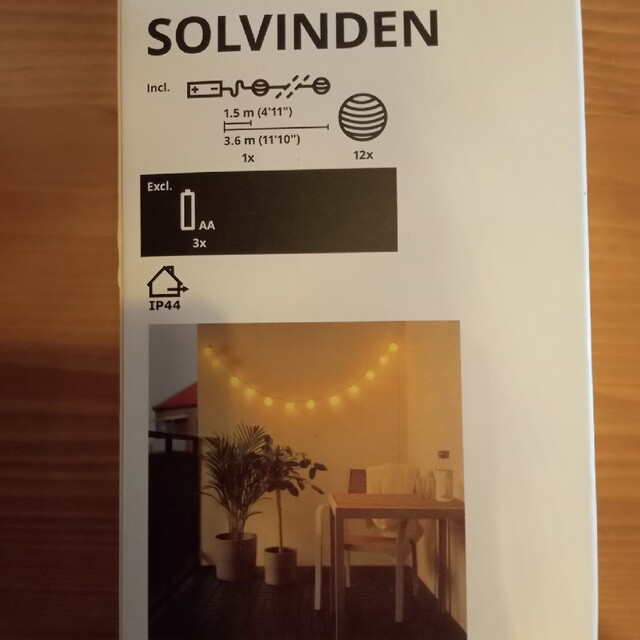 SOLVINDEN
Incl.
1.5 m (4'11")
3.6 m (11'10")
1x
12x
Excl.
AA
3x
IP44